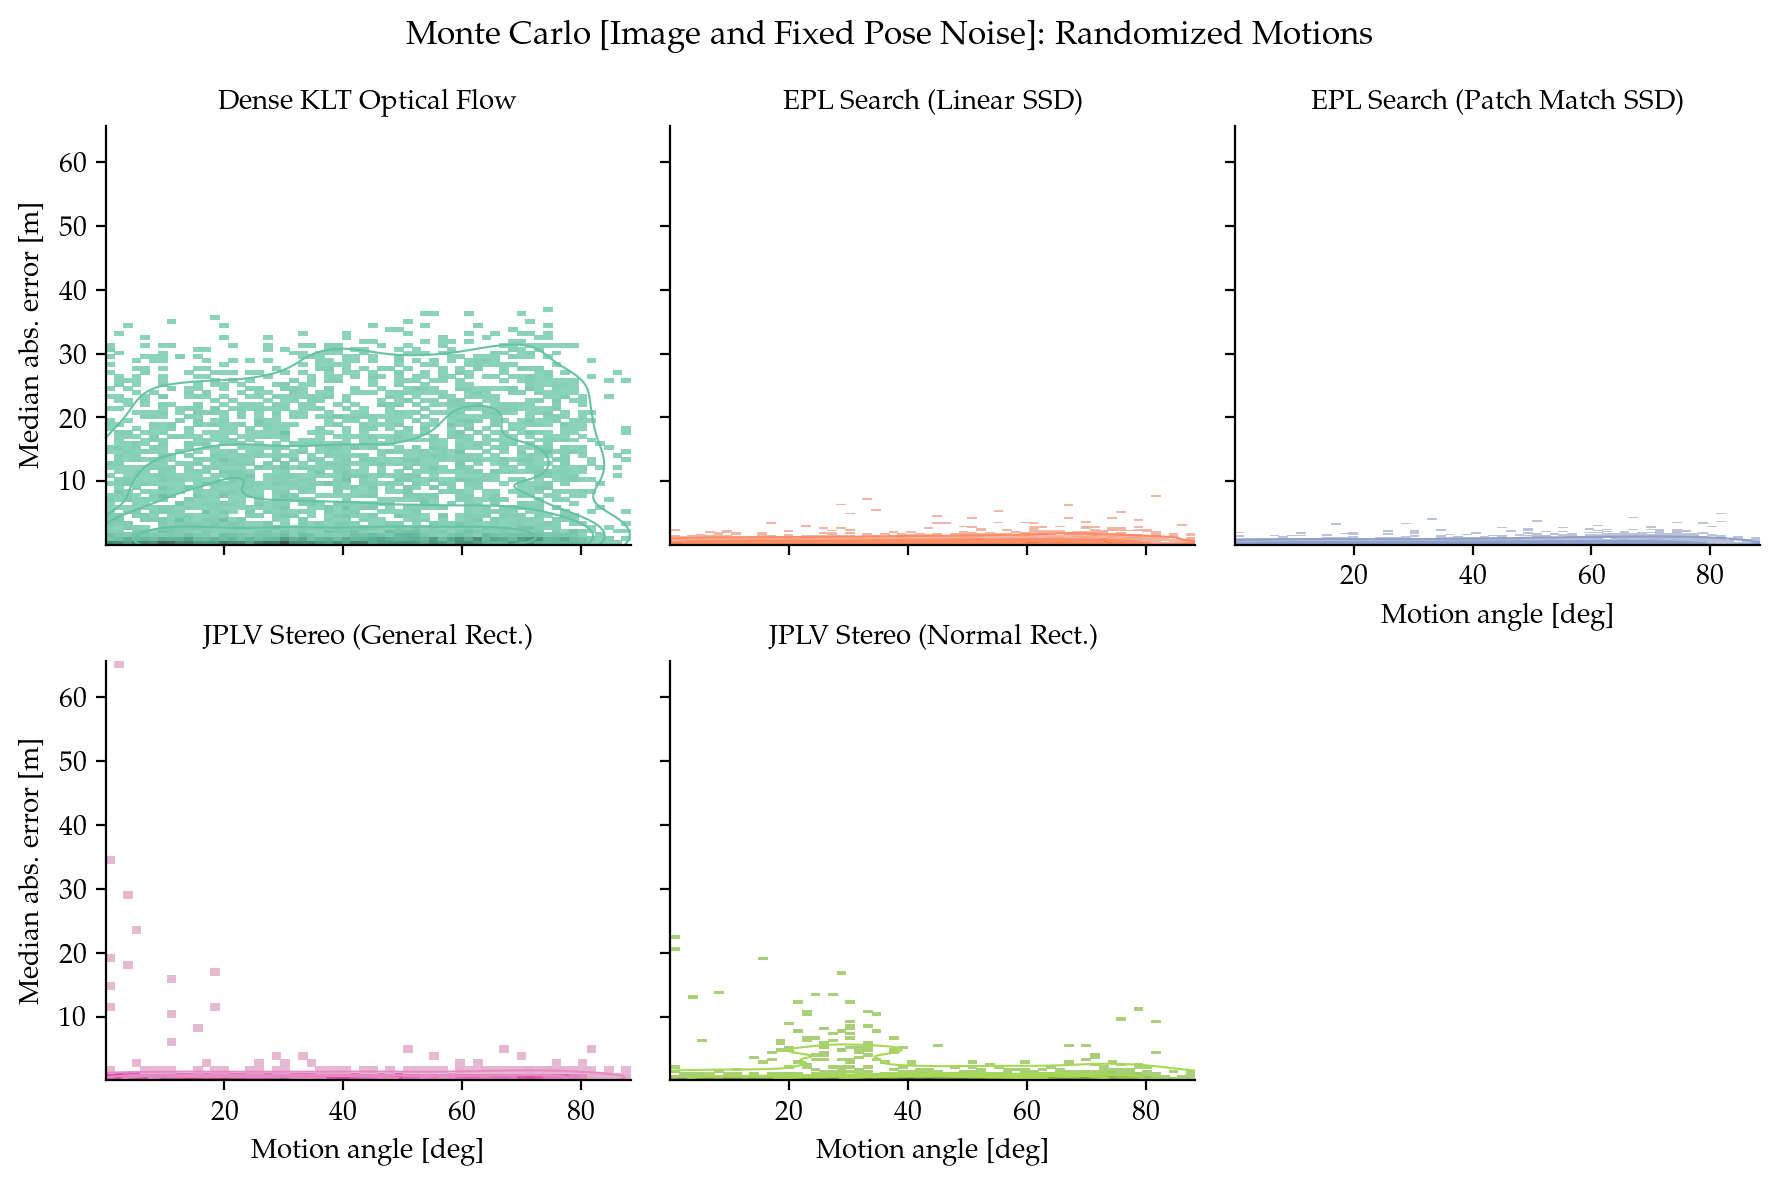 Monte Carlo [Image and Fixed Pose Noise]: Randomized Motions
Dense KLT Optical Flow
EPL Search (Linear SSD)
EPL Search (Patch Match SSD)
Median abs. error [m]
60
50
40
30
20
10
20 40 60 80
Motion angle [deg]
JPLV Stereo (General Rect.)
JPLV Stereo (Normal Rect.)
Median abs. error [m]
60
50
40
30
20
10
20 40 60 80
20 40 60 80
Motion angle [deg]
Motion angle [deg]